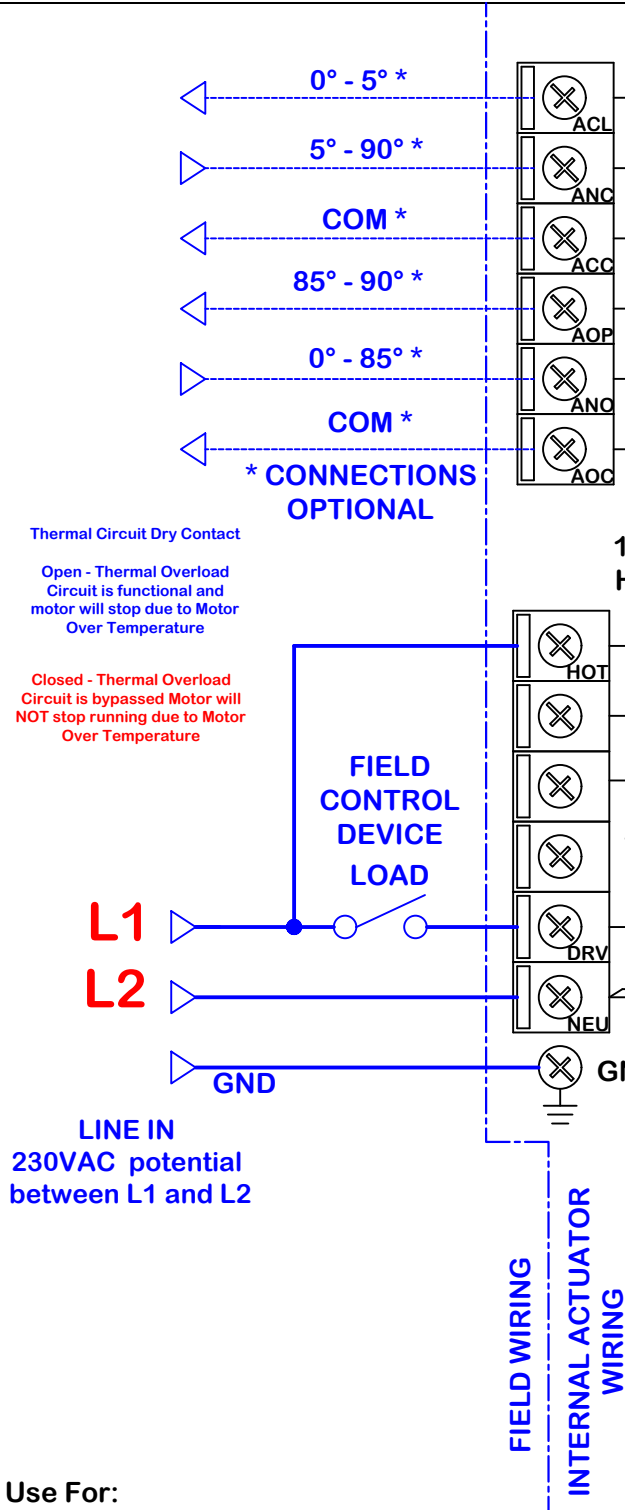 0° - 5° *
ACL
5° - 90° *
ANC
COM *
ACC
85° - 90° *
AOP
0° - 85° *
ANO
COM *
AOC
* CONNECTIONS
OPTIONAL
Thermal Circuit Dry Contact
Open - Thermal Overload
Circuit is functional and
motor will stop due to Motor
Over Temperature
Closed - Thermal Overload
Circuit is bypassed Motor will
NOT stop running due to Motor
Over Temperature
1
H
HOT
FIELD
CONTROL
DEVICE
LOAD
L1
DRV
L2
NEU
GND
LINE IN
230VAC potential
between L1 and L2
FIELD WIRING
INTERNAL ACTUATOR
WIRING
Use For: